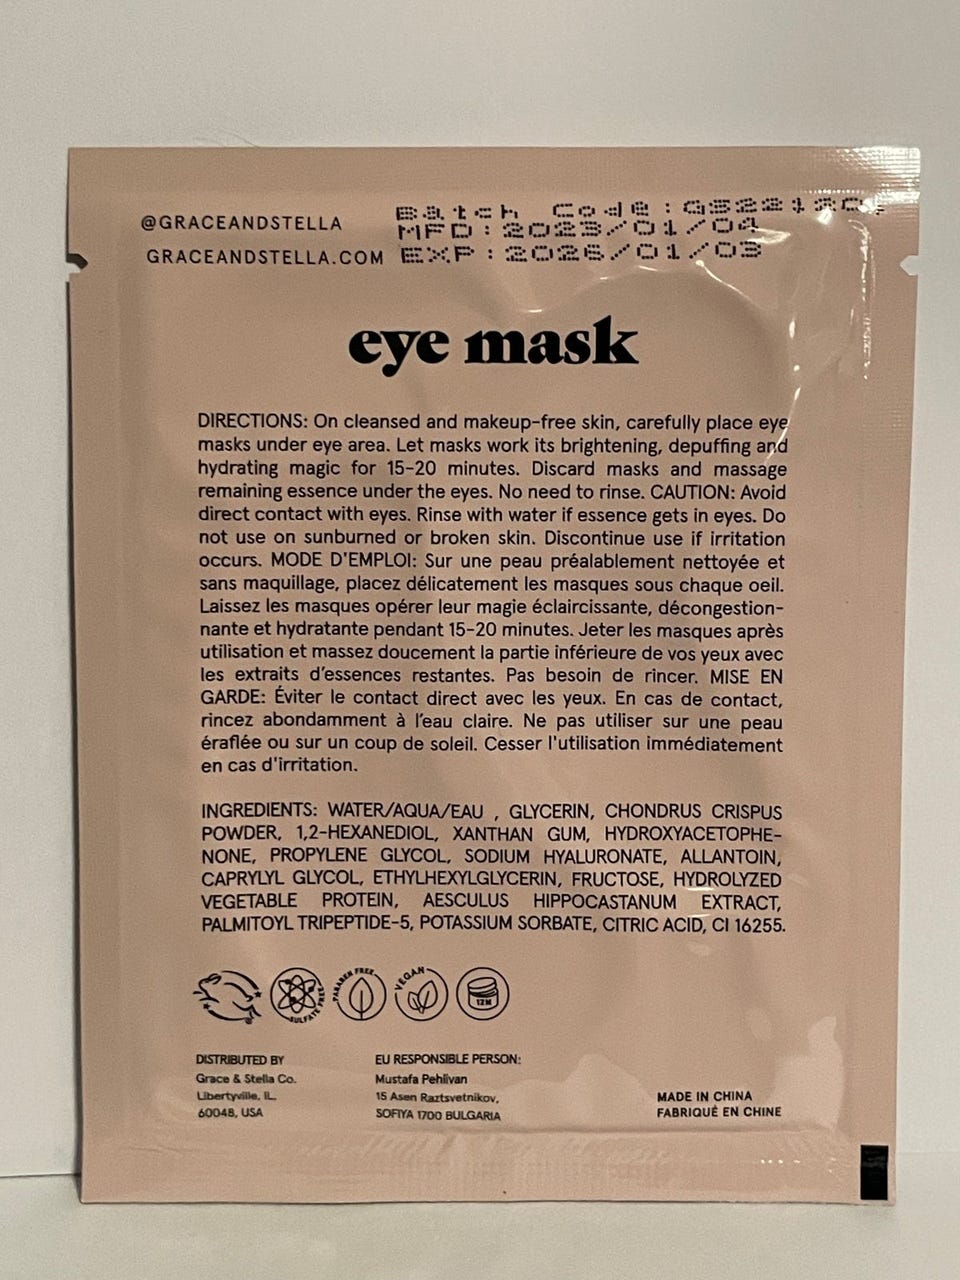 @GRACEANDSTELLA
GRACEANDSTELLA.COM
Batch Code:
MFD:2023/01/04
EXP:2026/01/03
eye mask
DIRECTIONS: On cleansed and makeup-free skin, carefully place eye
masks under eye area. Let masks work its brightening, depuffing and
hydrating magic for 15-20 minutes. Discard masks and massage
remaining essence under the eyes. No need to rinse. CAUTION: Avoid
direct contact with eyes. Rinse with water if essence gets in eyes. Do
not use on sunburned or broken skin. Discontinue use if irritation
occurs. MODE D'EMPLOI: Sur une peau préalablement nettoyée et
sans maquillage, placez délicatement les masques sous chaque oeil.
Laissez les masques opérer leur magie éclaircissante, décongestion-
nante et hydratante pendant 15-20 minutes. Jeter les masques après
utilisation et massez doucement la partie inférieure de vos yeux avec
les extraits d'essences restantes. Pas besoin de rincer. MISE EN
GARDE: Éviter le contact direct avec les yeux. En cas de contact,
rincez abondamment à l'eau claire. Ne pas utiliser sur une peau
éraflée ou sur un coup de soleil. Cesser l'utilisation immédiatement
en cas d'irritation.
INGREDIENTS: WATER/AQUA/EAU , GLYCERIN, CHONDRUS CRISPUS
POWDER, 1,2-HEXANEDIOL, XANTHAN GUM, HYDROXYACETOPHE-
NONE, PROPYLENE GLYCOL, SODIUM HYALURONATE, ALLANTOIN,
CAPRYLYL GLYCOL, ETHYLHEXYLGLYCERIN, FRUCTOSE, HYDROLYZED
VEGETABLE PROTEIN, AESCULUS HIPPOCASTANUM EXTRACT,
PALMITOYL TRIPEPTIDE-5, POTASSIUM SORBATE, CITRIC ACID, CI 16255.
SULFATE FREE
PARABEN FREE
VEGAN
12M
DISTRIBUTED BY
Grace & Stella Co.
Libertyville, IL.
60048, USA
EU RESPONSIBLE PERSON:
Mustafa Pehlivan
15 Asen Raztsvetnikov,
SOFIYA 1700 BULGARIA
MADE IN CHINA
FABRIQUÉ EN CHINE